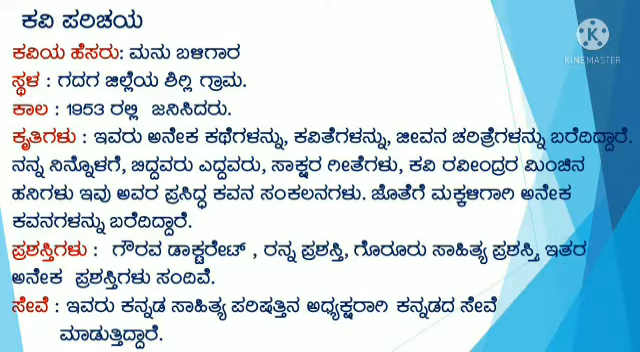 ಕವಿ ಪರಿಚಯ
KINEMASTER
ಕವಿಯ ಹೆಸರು: ಮನು ಬಳಿಗಾರ
ಸ್ಥಳ : ಗದಗ ಜಿಲ್ಲೆಯ ಶಿಗ್ಲಿ ಗ್ರಾಮ.
ಕಾಲ : 1953 ರಲ್ಲಿ ಜನಿಸಿದರು.
ಕೃತಿಗಳು : ಇವರು ಅನೇಕ ಕಥೆಗಳನ್ನು, ಕವಿತೆಗಳನ್ನು, ಜೀವನ ಚರಿತ್ರೆಗಳನ್ನು ಬರೆದಿದ್ದಾರೆ.
ನನ್ನ ನಿನ್ನೊಳಗೆ, ಬಿದ್ದವರು ಎದ್ದವರು, ಸಾಕ್ಷರ ಗೀತೆಗಳು, ಕವಿ ರವೀಂದ್ರರ ಮಿಂಚಿನ
ಹನಿಗಳು ಇವು ಅವರ ಪ್ರಸಿದ್ಧ ಕವನ ಸಂಕಲನಗಳು. ಜೊತೆಗೆ ಮಕ್ಕಳಿಗಾಗಿ ಅನೇಕ
ಕವನಗಳನ್ನು ಬರೆದಿದ್ದಾರೆ.
ಪ್ರಶಸ್ತಿಗಳು : ಗೌರವ ಡಾಕ್ಟರೇಟ್ , ರನ್ನ ಪ್ರಶಸ್ತಿ, ಗೊರೂರು ಸಾಹಿತ್ಯ ಪ್ರಶಸ್ತಿ, ಇತರ
ಅನೇಕ ಪ್ರಶಸ್ತಿಗಳು ಸಂದಿವೆ.
ಸೇವೆ : ಇವರು ಕನ್ನಡ ಸಾಹಿತ್ಯ ಪರಿಷತ್ತಿನ ಅಧ್ಯಕ್ಷರಾಗಿ ಕನ್ನಡದ ಸೇವೆ
ಮಾಡುತ್ತಿದ್ದಾರೆ.